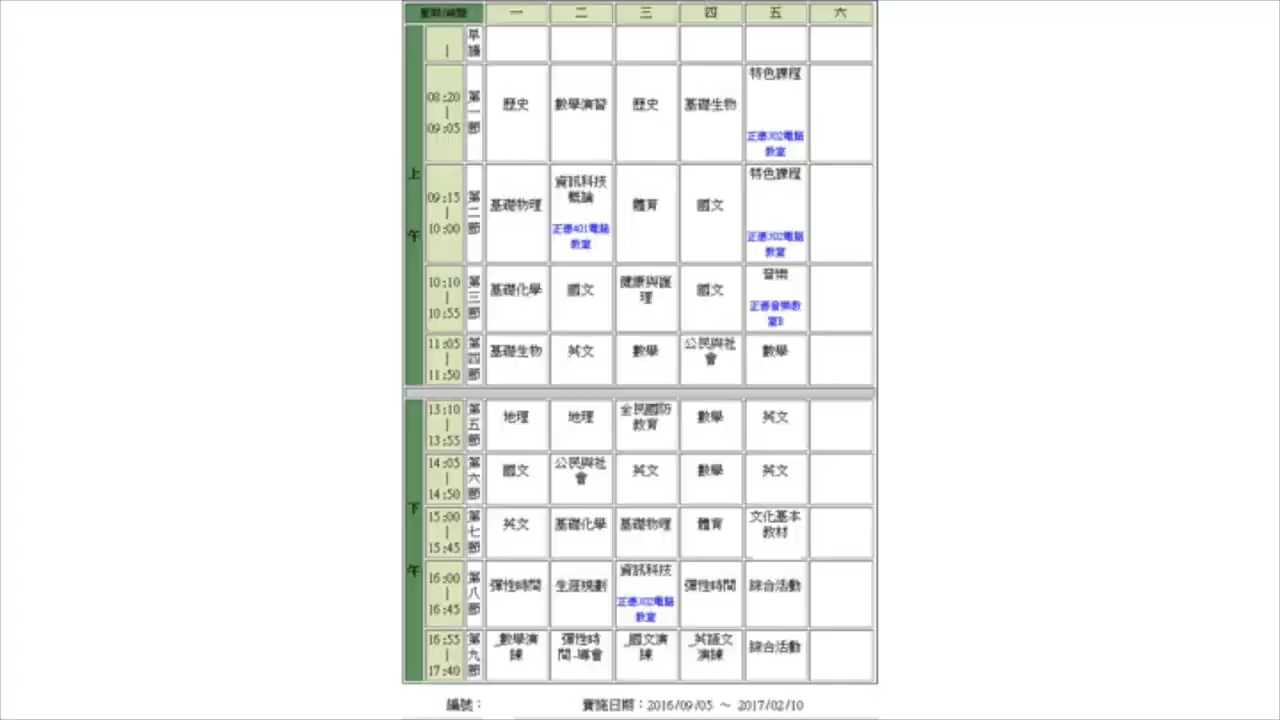 星期/時間 一 二 三 四 五 六
上午
|
早讀
08:20
|
09:05
第一節
歷史
數學演習
歷史
基礎生物
特色課程
正德302電腦
教室
09:15
|
10:00
第二節
基礎物理
資訊科技
概論
正德401電腦
教室
體育
國文
特色課程
正德302電腦
教室
10:10
|
10:55
第三節
基礎化學
國文
健康與護
理
國文
音樂
正德音樂教
室B
11:05
|
11:50
第四節
基礎生物
英文
數學
公民與社
會
數學
下午
13:10
|
13:55
第五節
地理
地理
全民國防
教育
數學
英文
14:05
|
14:50
第六節
國文
公民與社
會
英文
數學
英文
15:00
|
15:45
第七節
英文
基礎化學
基礎物理
體育
文化基本
教材
16:00
|
16:45
第八節
彈性時間
生涯規劃
資訊科技
正德302電腦
教室
彈性時間
綜合活動
16:55
|
17:40
第九節
_數學演
練
彈性時
間-導會
_國文演
練
_英語文
演練
綜合活動
編號：
實施日期：2016/09/05 ～ 2017/02/10